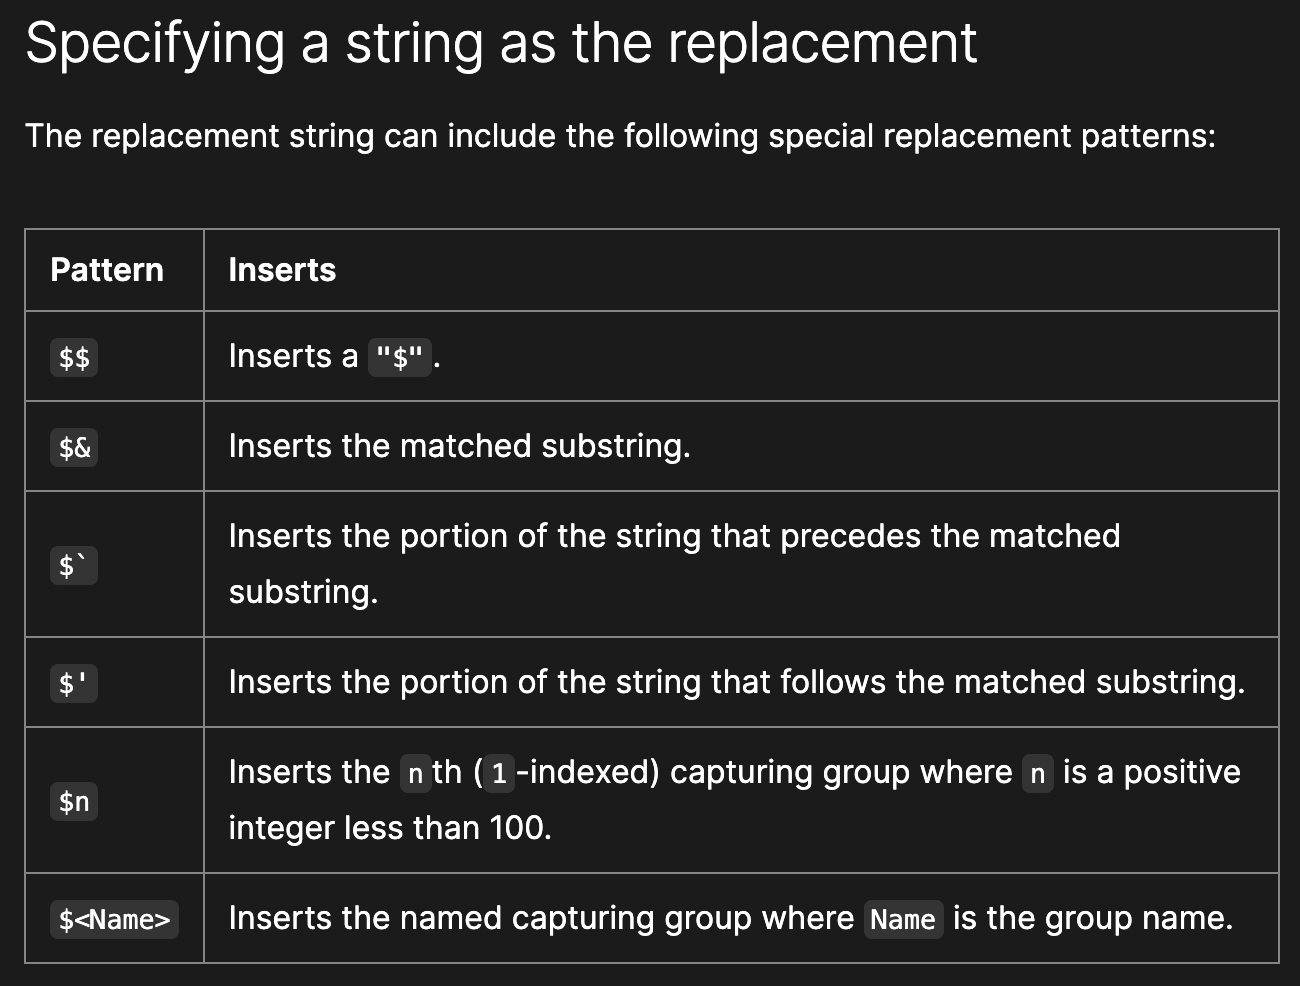 Specifying a string as the replacement
The replacement string can include the following special replacement patterns:
Pattern Inserts
$$ Inserts a "$".
$& Inserts the matched substring.
$` Inserts the portion of the string that precedes the matched
substring.
$' Inserts the portion of the string that follows the matched substring.
$n Inserts the nth (1-indexed) capturing group where n is a positive
integer less than 100.
$<Name> Inserts the named capturing group where Name is the group name.